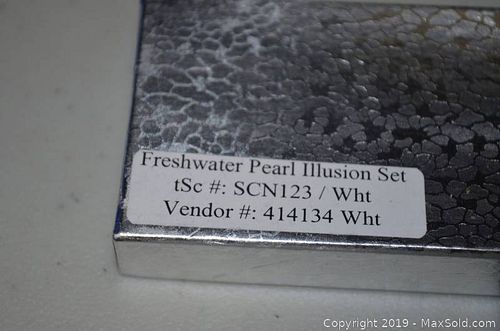 Freshwater Pearl Illusion Set
tSc #: SCN123 / Wht
Vendor #: 414134 Wht
Copyright © 2019 - MaxSold.com